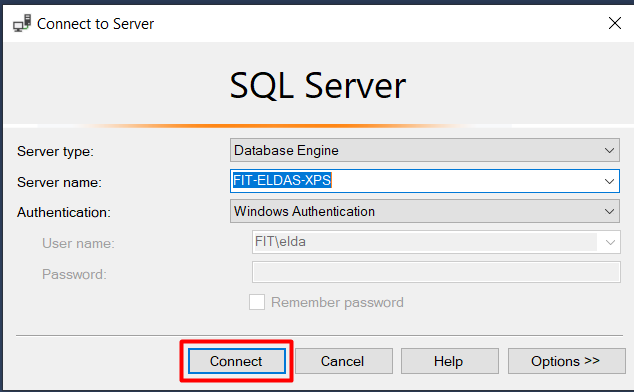 Connect to Server
SQL Server
Server type: Database Engine
Server name: FIT-ELDAS-XPS
Authentication: Windows Authentication
User name: FIT\elda
Password:
Remember password
Connect Cancel Help Options >>